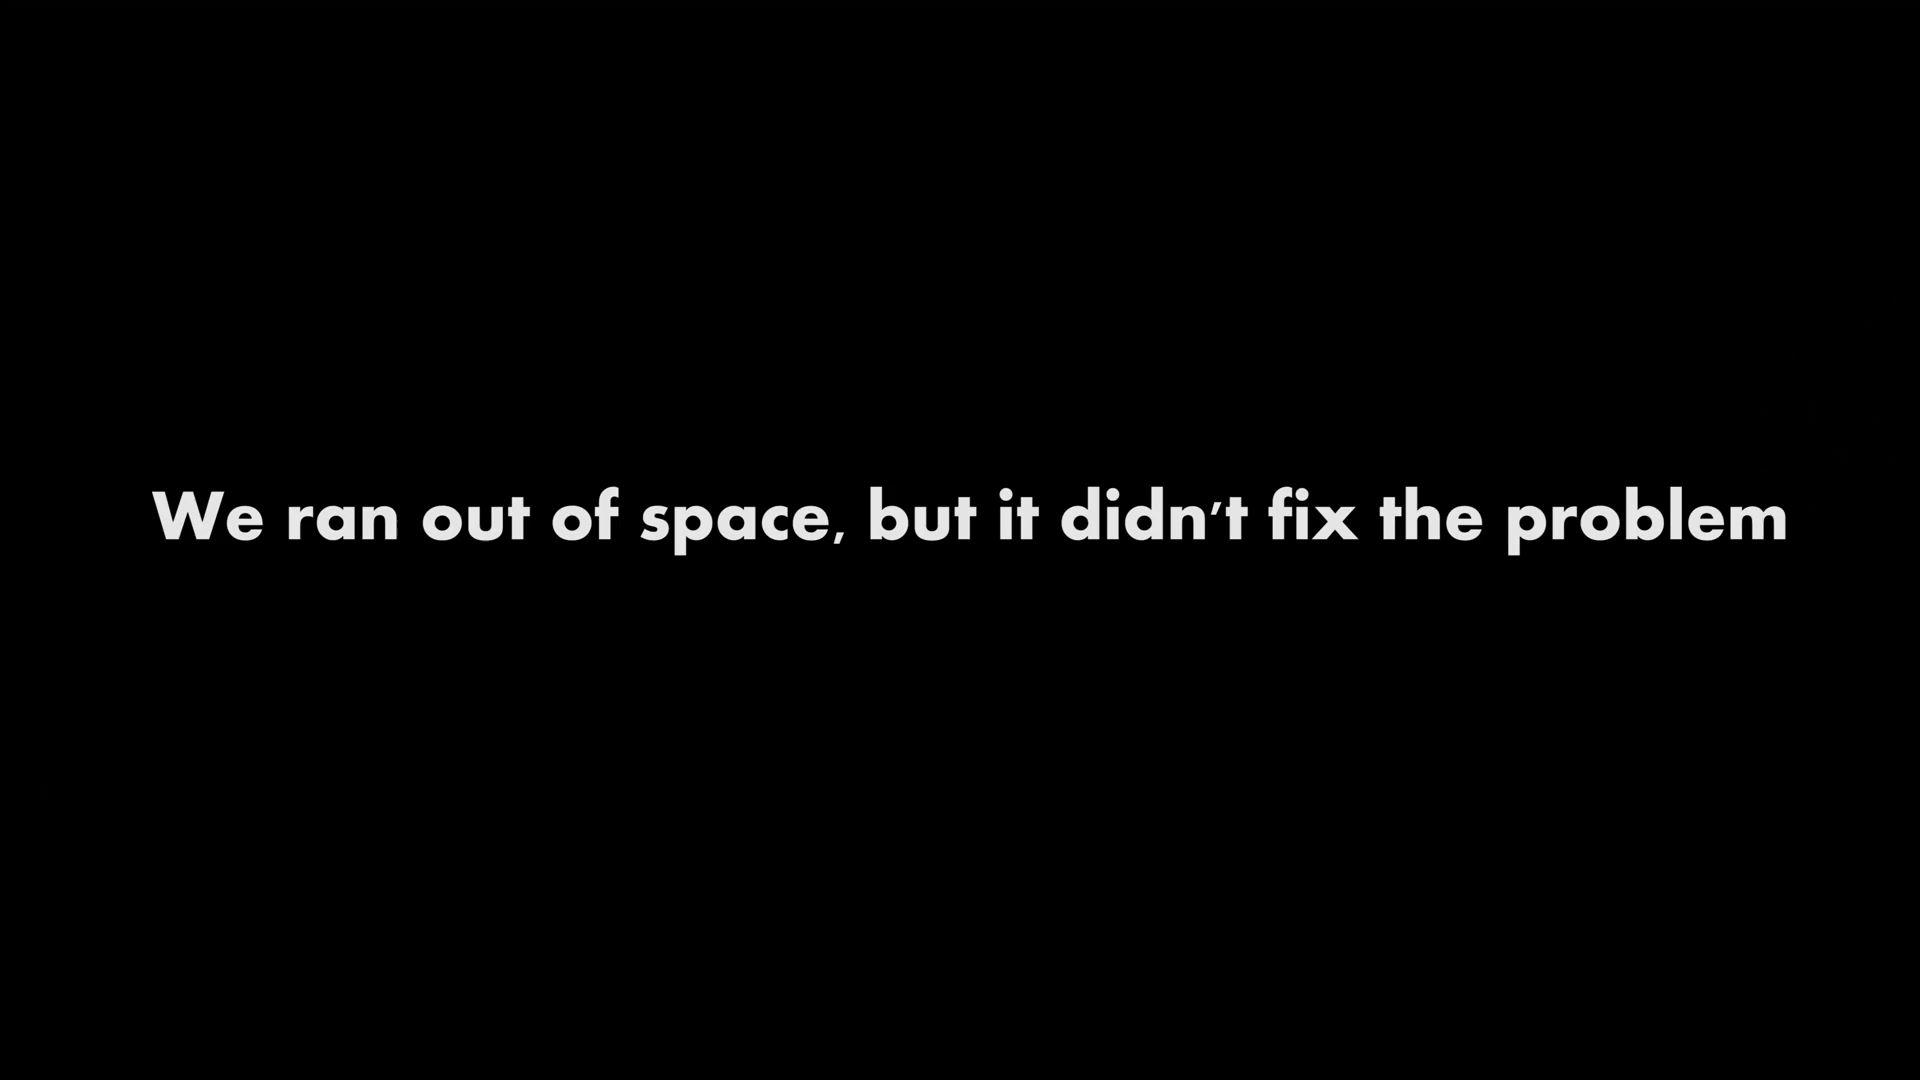 We ran out of space, but it didn't fix the problem